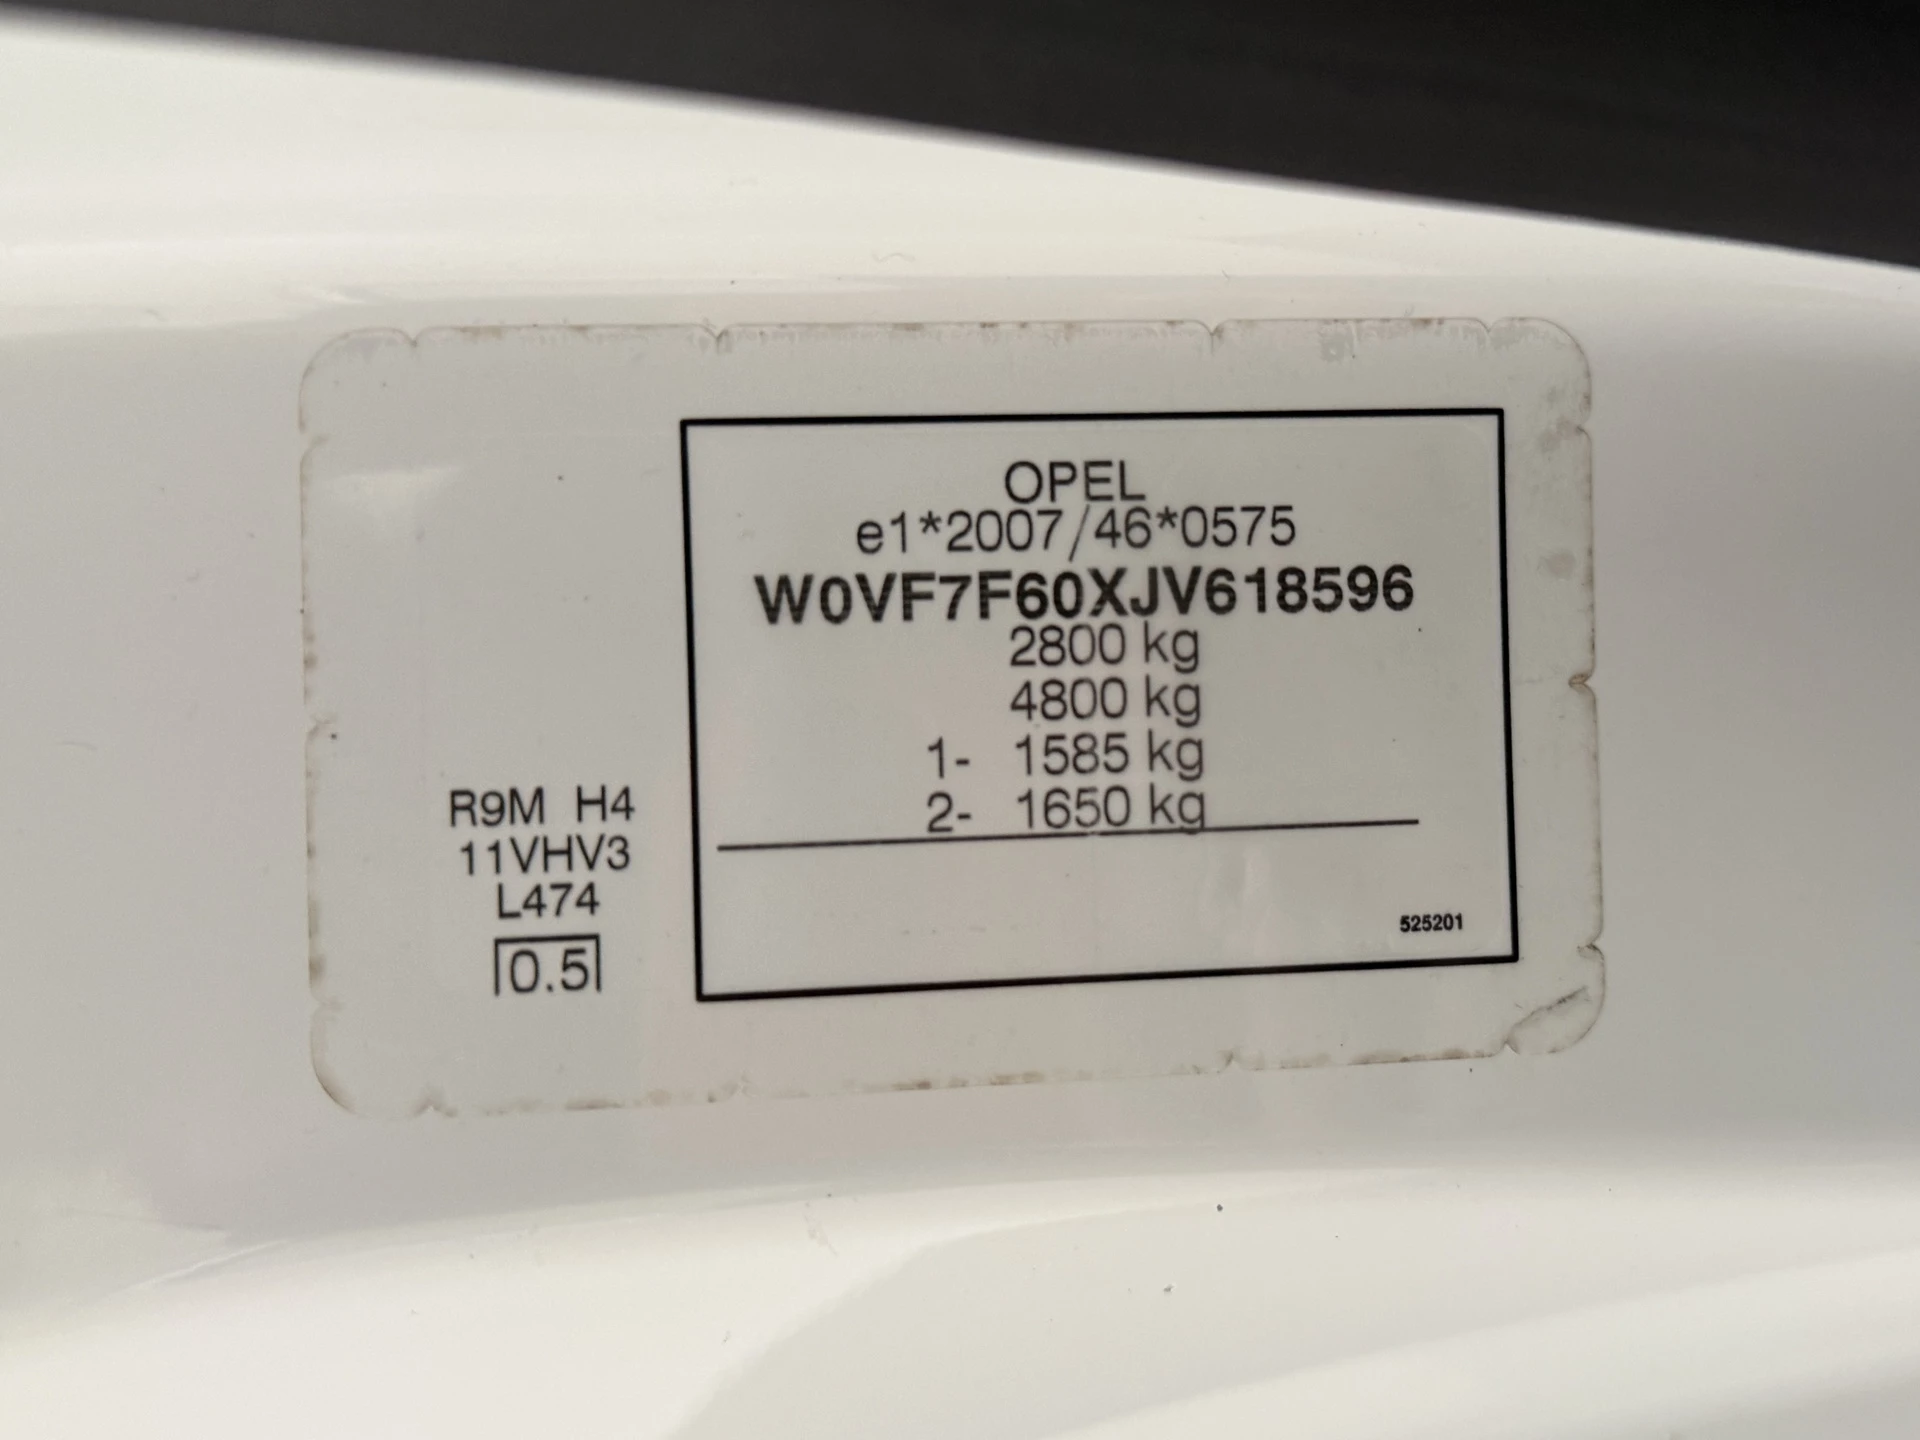 OPEL
e1*2007/46*0575
W0VF7F60XJV618596
2800 kg
4800 kg
1- 1585 kg
2- 1650 kg
525201
R9M H4
11VHV3
L474
0.5